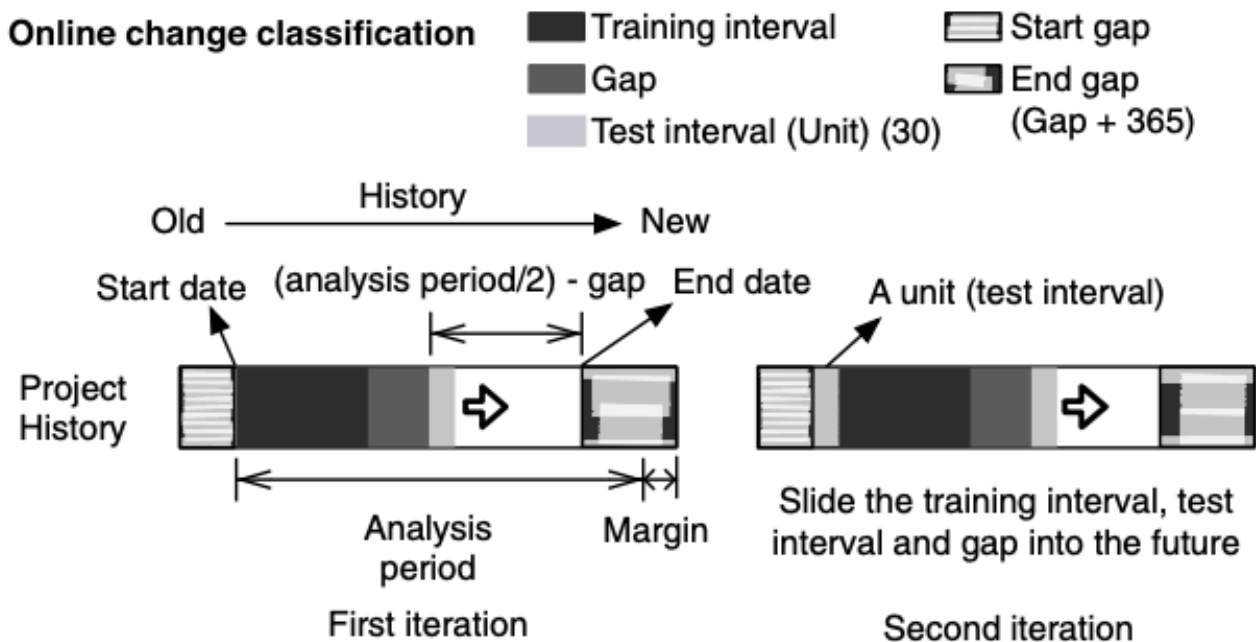 Online change classification
Training interval
Gap
Test interval (Unit) (30)
Start gap
End gap
(Gap + 365)
History
Old
New
Start date
(analysis period/2) - gap
End date
A unit (test interval)
Project
History
Analysis
period
Margin
Slide the training interval, test
interval and gap into the future
First iteration
Second iteration